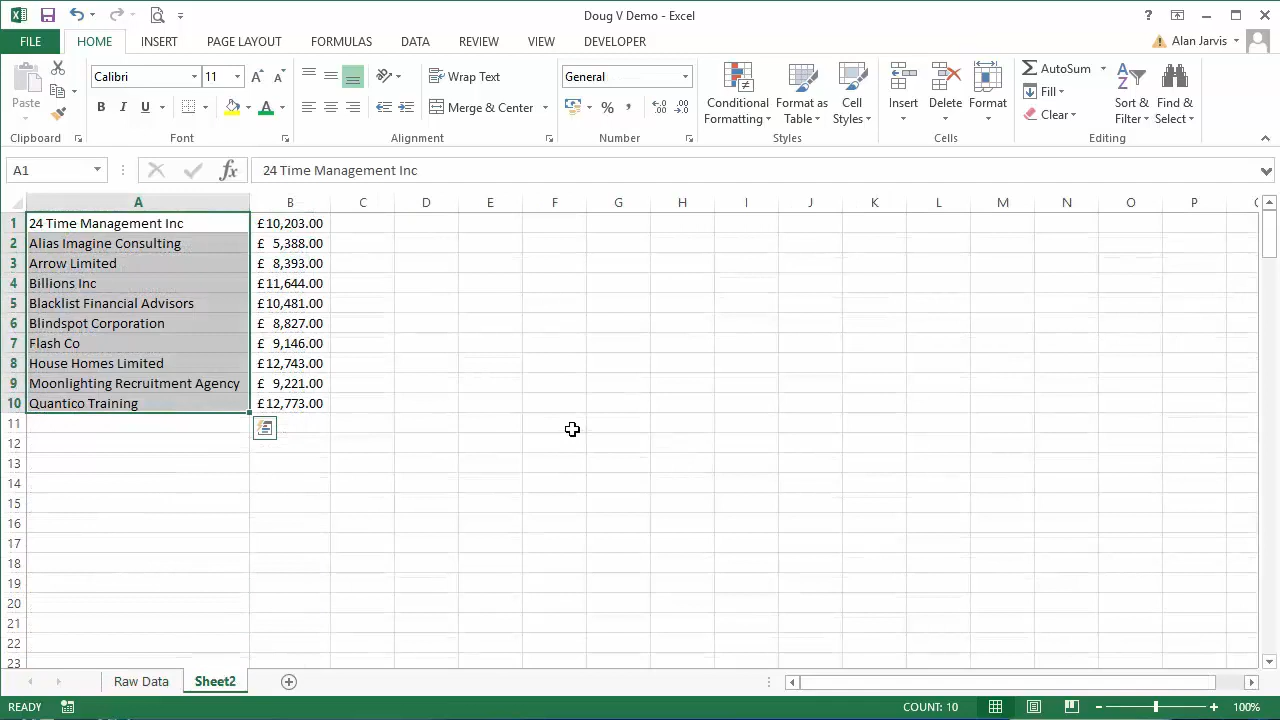 Doug V Demo - Excel
?
FILE HOME INSERT PAGE LAYOUT FORMULAS DATA REVIEW VIEW DEVELOPER Alan Jarvis
Paste
Clipboard
Calibri 11 A A
B I U A
Font
Wrap Text
Merge & Center
Alignment
General
% ,
Number
Conditional Formatting
Format as Table
Cell Styles
Styles
Insert Delete Format
Cells
AutoSum
Fill
Clear
Sort & Filter
Find & Select
Editing
A1 fx 24 Time Management Inc
A B C D E F G H I J K L M N O P
1 24 Time Management Inc £10,203.00
2 Alias Imagine Consulting £ 5,388.00
3 Arrow Limited £ 8,393.00
4 Billions Inc £11,644.00
5 Blacklist Financial Advisors £10,481.00
6 Blindspot Corporation £ 8,827.00
7 Flash Co £ 9,146.00
8 House Homes Limited £12,743.00
9 Moonlighting Recruitment Agency £ 9,221.00
10 Quantico Training £12,773.00
11
12
13
14
15
16
17
18
19
20
21
22
23
Raw Data Sheet2
READY COUNT: 10 100%